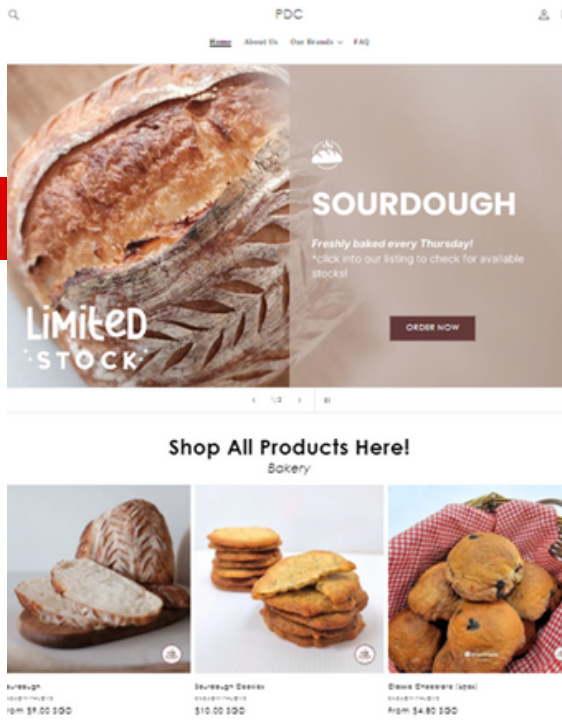 PDC
Home About Us Our Brands FAQ
SOURDOUGH
Freshly baked every Thursday!
*click into our listing to check for available
stocks!
LiMiteD
STOCK
ORDER NOW
Shop All Products Here!
Bakery
Sourdough Cookies
$10.00 SGD
From $4.80 SGD